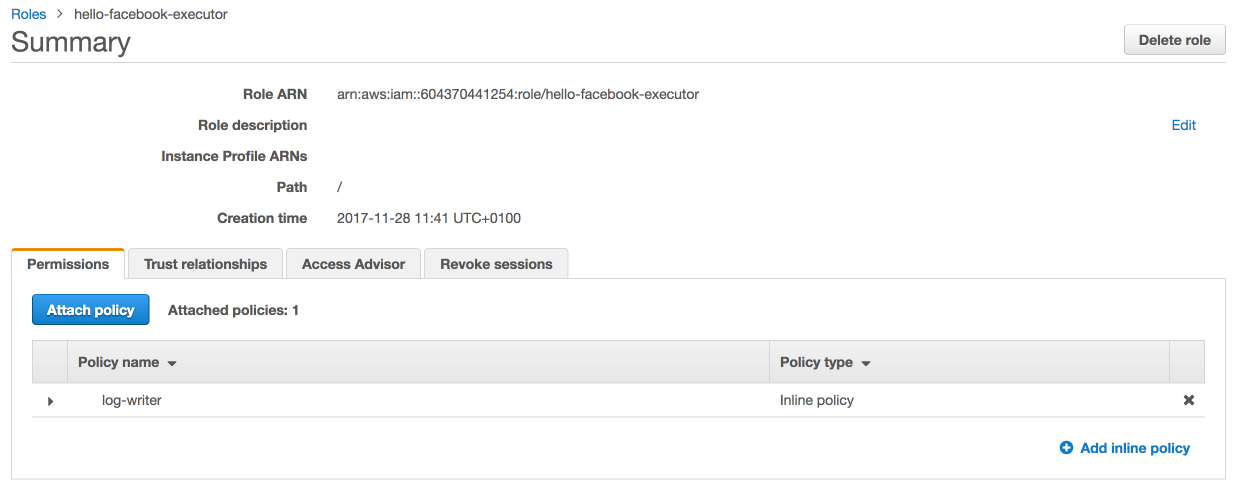 Roles > hello-facebook-executor
Summary
Delete role
Role ARN arn:aws:iam::604370441254:role/hello-facebook-executor
Role description Edit
Instance Profile ARNs
Path /
Creation time 2017-11-28 11:41 UTC+0100
Permissions Trust relationships Access Advisor Revoke sessions
Attach policy Attached policies: 1
Policy name Policy type
log-writer Inline policy
Add inline policy